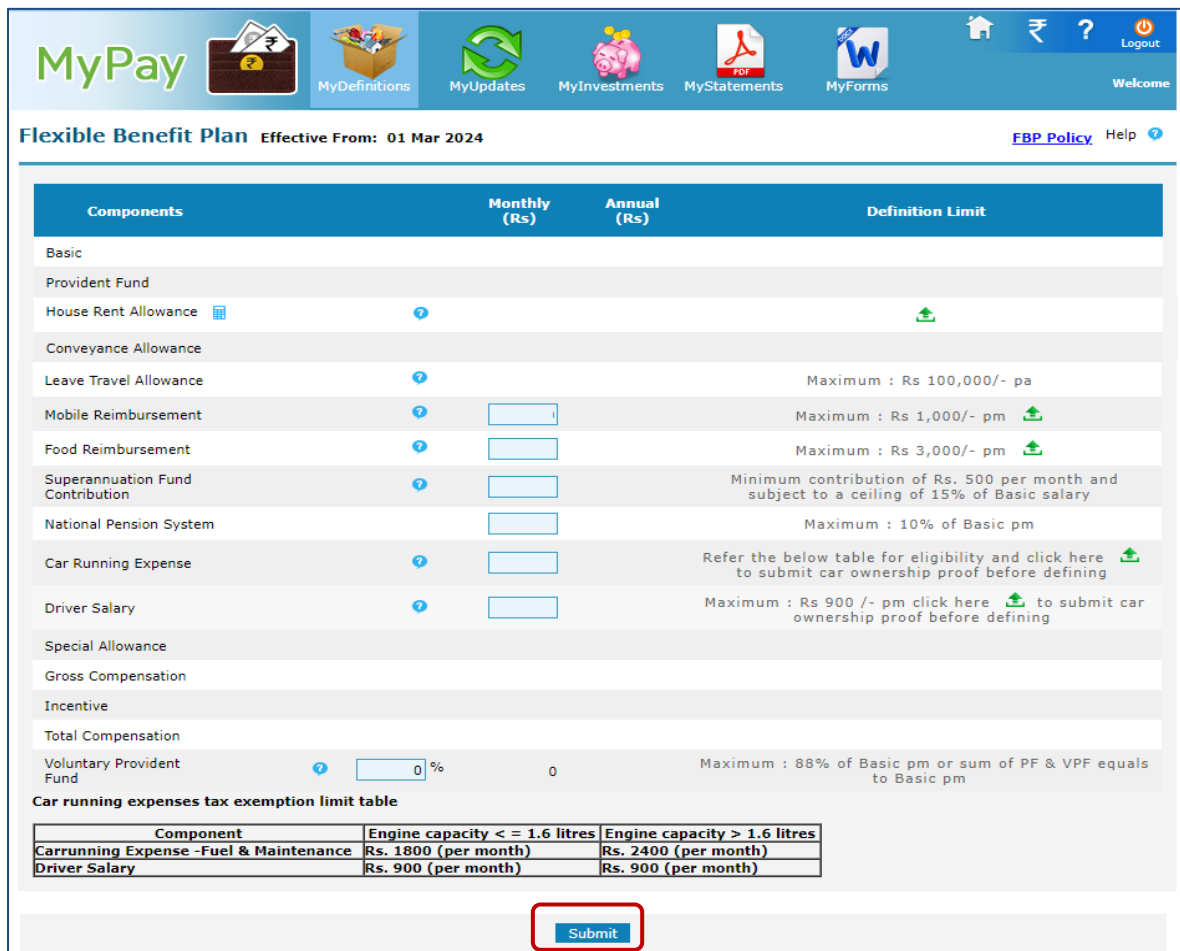 MyPay
MyDefinitions
MyUpdates
MyInvestments
PDF
MyStatements
DOCX
W
MyForms
₹
?
Logout
Welcome
Flexible Benefit Plan Effective From: 01 Mar 2024
FBP Policy Help ?
Components Monthly (Rs) Annual (Rs) Definition Limit
Basic
Provident Fund
House Rent Allowance ?
Conveyance Allowance
Leave Travel Allowance ? Maximum : Rs 100,000/- pa
Mobile Reimbursement ? Maximum : Rs 1,000/- pm
Food Reimbursement ? Maximum : Rs 3,000/- pm
Superannuation Fund
Contribution ? Minimum contribution of Rs. 500 per month and
subject to a ceiling of 15% of Basic salary
National Pension System Maximum : 10% of Basic pm
Car Running Expense ? Refer the below table for eligibility and click here
to submit car ownership proof before defining
Driver Salary ? Maximum : Rs 900 /- pm click here to submit car
ownership proof before defining
Special Allowance
Gross Compensation
Incentive
Total Compensation
Voluntary Provident
Fund ? 0 % 0 Maximum : 88% of Basic pm or sum of PF & VPF equals
to Basic pm
Car running expenses tax exemption limit table
Component Engine capacity < = 1.6 litres Engine capacity > 1.6 litres
Carrunning Expense -Fuel & Maintenance Rs. 1800 (per month) Rs. 2400 (per month)
Driver Salary Rs. 900 (per month) Rs. 900 (per month)
Submit